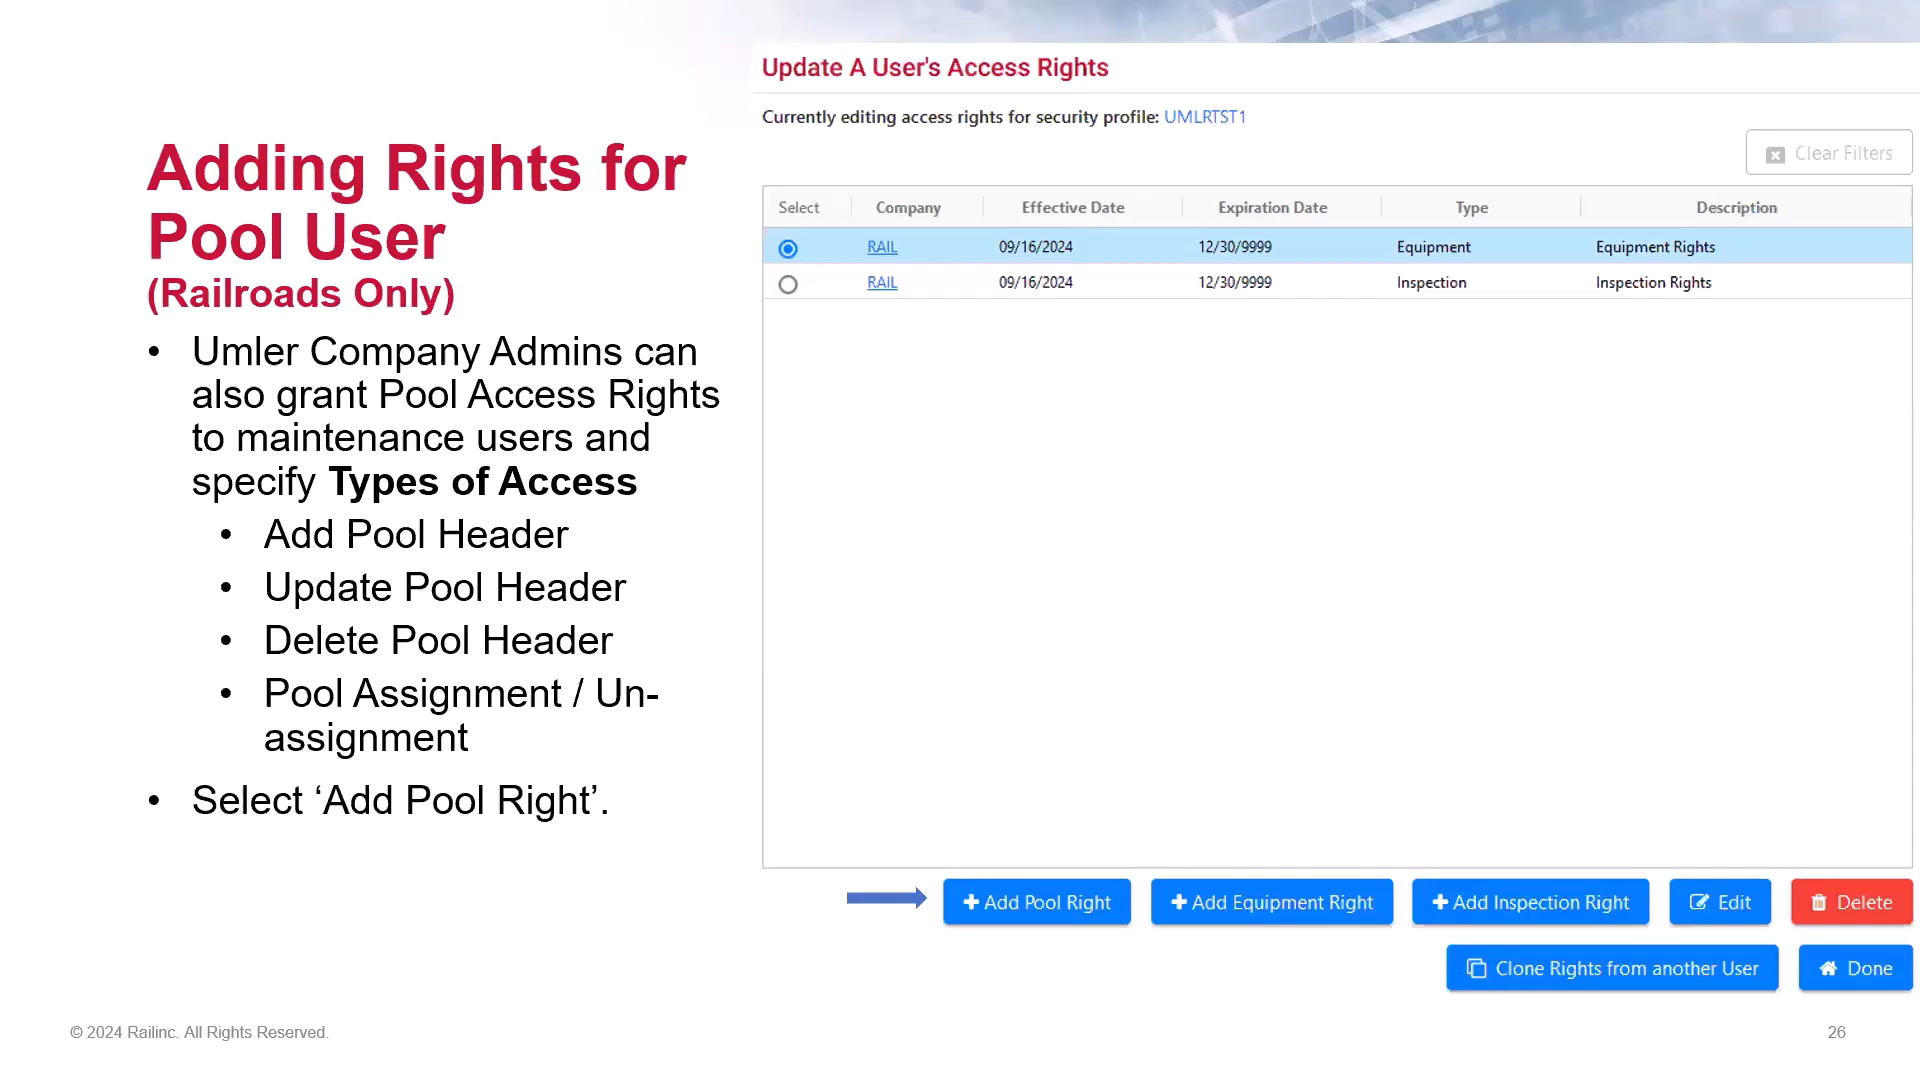 Adding Rights for
Pool User
(Railroads Only)
• Umler Company Admins can
also grant Pool Access Rights
to maintenance users and
specify Types of Access
• Add Pool Header
• Update Pool Header
• Delete Pool Header
• Pool Assignment / Un-
assignment
• Select ‘Add Pool Right’.
Update A User's Access Rights
Currently editing access rights for security profile: UMLRTST1
Clear Filters
Select Company Effective Date Expiration Date Type Description
RAIL 09/16/2024 12/30/9999 Equipment Equipment Rights
RAIL 09/16/2024 12/30/9999 Inspection Inspection Rights
Add Pool Right Add Equipment Right Add Inspection Right Edit Delete
Clone Rights from another User Done
© 2024 Railinc. All Rights Reserved. 26